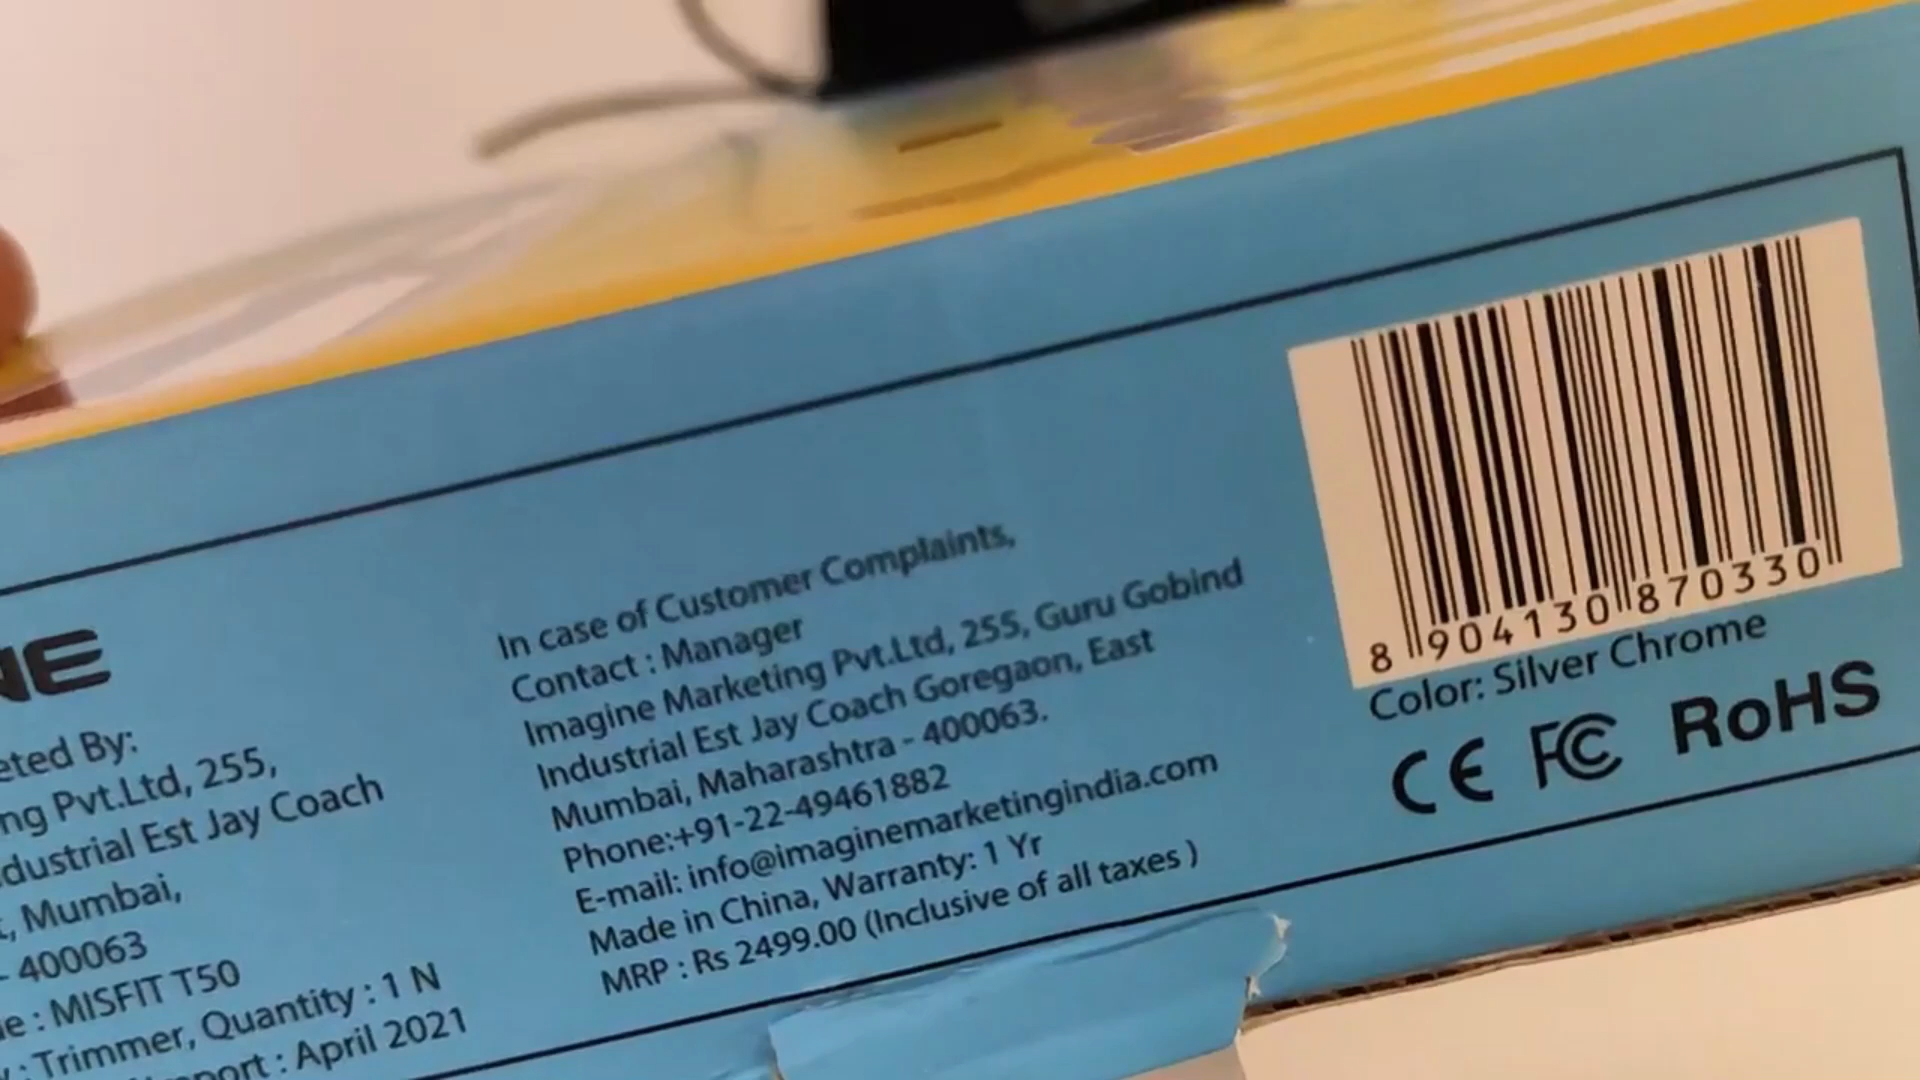 NE
eted By:
ng Pvt.Ltd, 255,
dustrial Est Jay Coach
t, Mumbai,
- 400063
e : MISFIT T50
y : Trimmer, Quantity : 1 N
port : April 2021
In case of Customer Complaints,
Contact : Manager
Imagine Marketing Pvt.Ltd, 255, Guru Gobind
Industrial Est Jay Coach Goregaon, East
Mumbai, Maharashtra - 400063.
Phone:+91-22-49461882
E-mail: info@imaginemarketingindia.com
Made in China, Warranty: 1 Yr
MRP : Rs 2499.00 (Inclusive of all taxes )
8 904130 870330
Color: Silver Chrome
CE FC RoHS